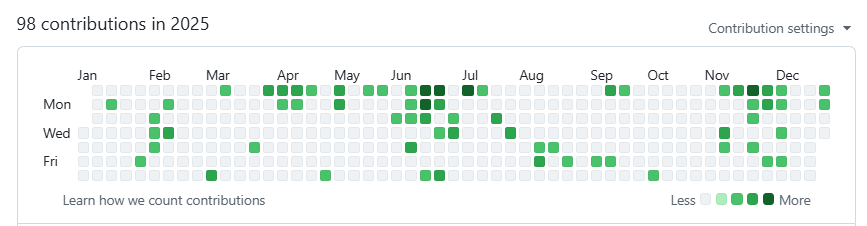 98 contributions in 2025
Contribution settings
Jan Feb Mar Apr May Jun Jul Aug Sep Oct Nov Dec
Mon
Wed
Fri
Learn how we count contributions
Less More